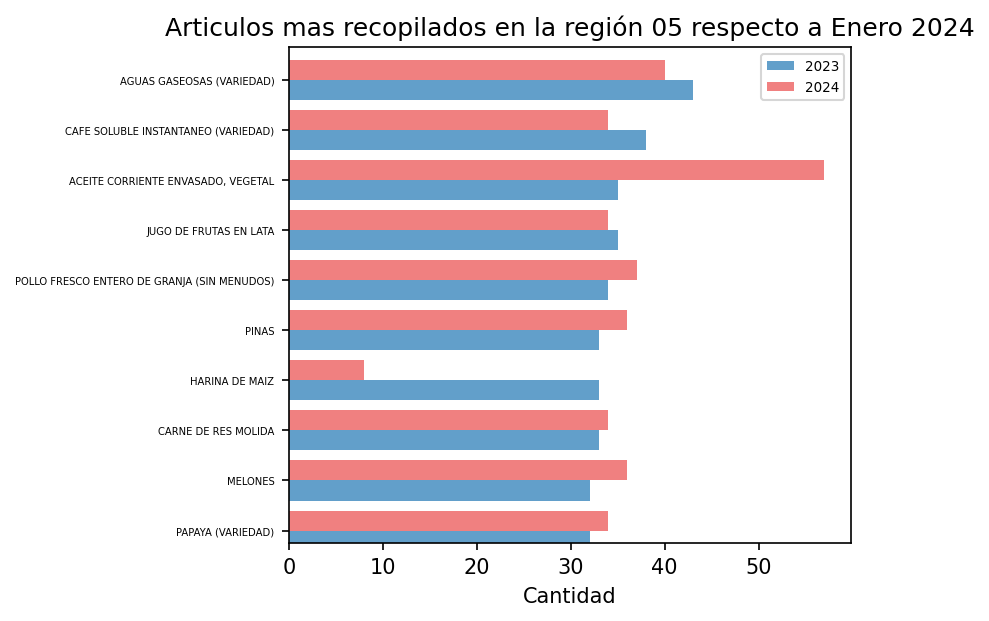 Articulos mas recopilados en la región 05 respecto a Enero 2024
2023
2024
AGUAS GASEOSAS (VARIEDAD)
CAFE SOLUBLE INSTANTANEO (VARIEDAD)
ACEITE CORRIENTE ENVASADO, VEGETAL
JUGO DE FRUTAS EN LATA
POLLO FRESCO ENTERO DE GRANJA (SIN MENUDOS)
PINAS
HARINA DE MAIZ
CARNE DE RES MOLIDA
MELONES
PAPAYA (VARIEDAD)
0 10 20 30 40 50
Cantidad